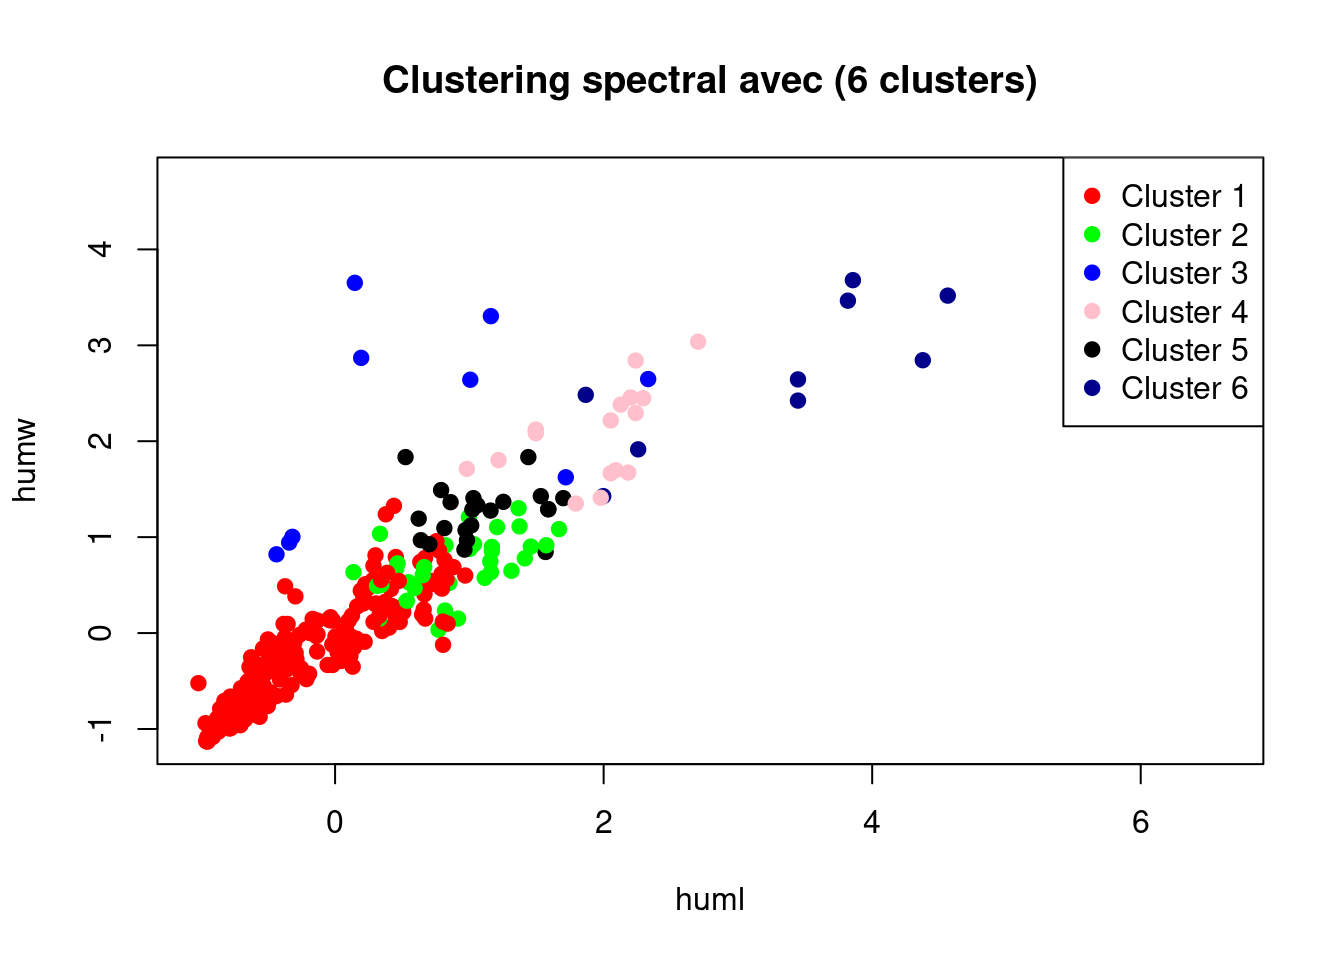 Clustering spectral avec (6 clusters)
Cluster 1
Cluster 2
Cluster 3
Cluster 4
Cluster 5
Cluster 6
4
3
2
1
0
-1
humw
0 2 4 6
huml